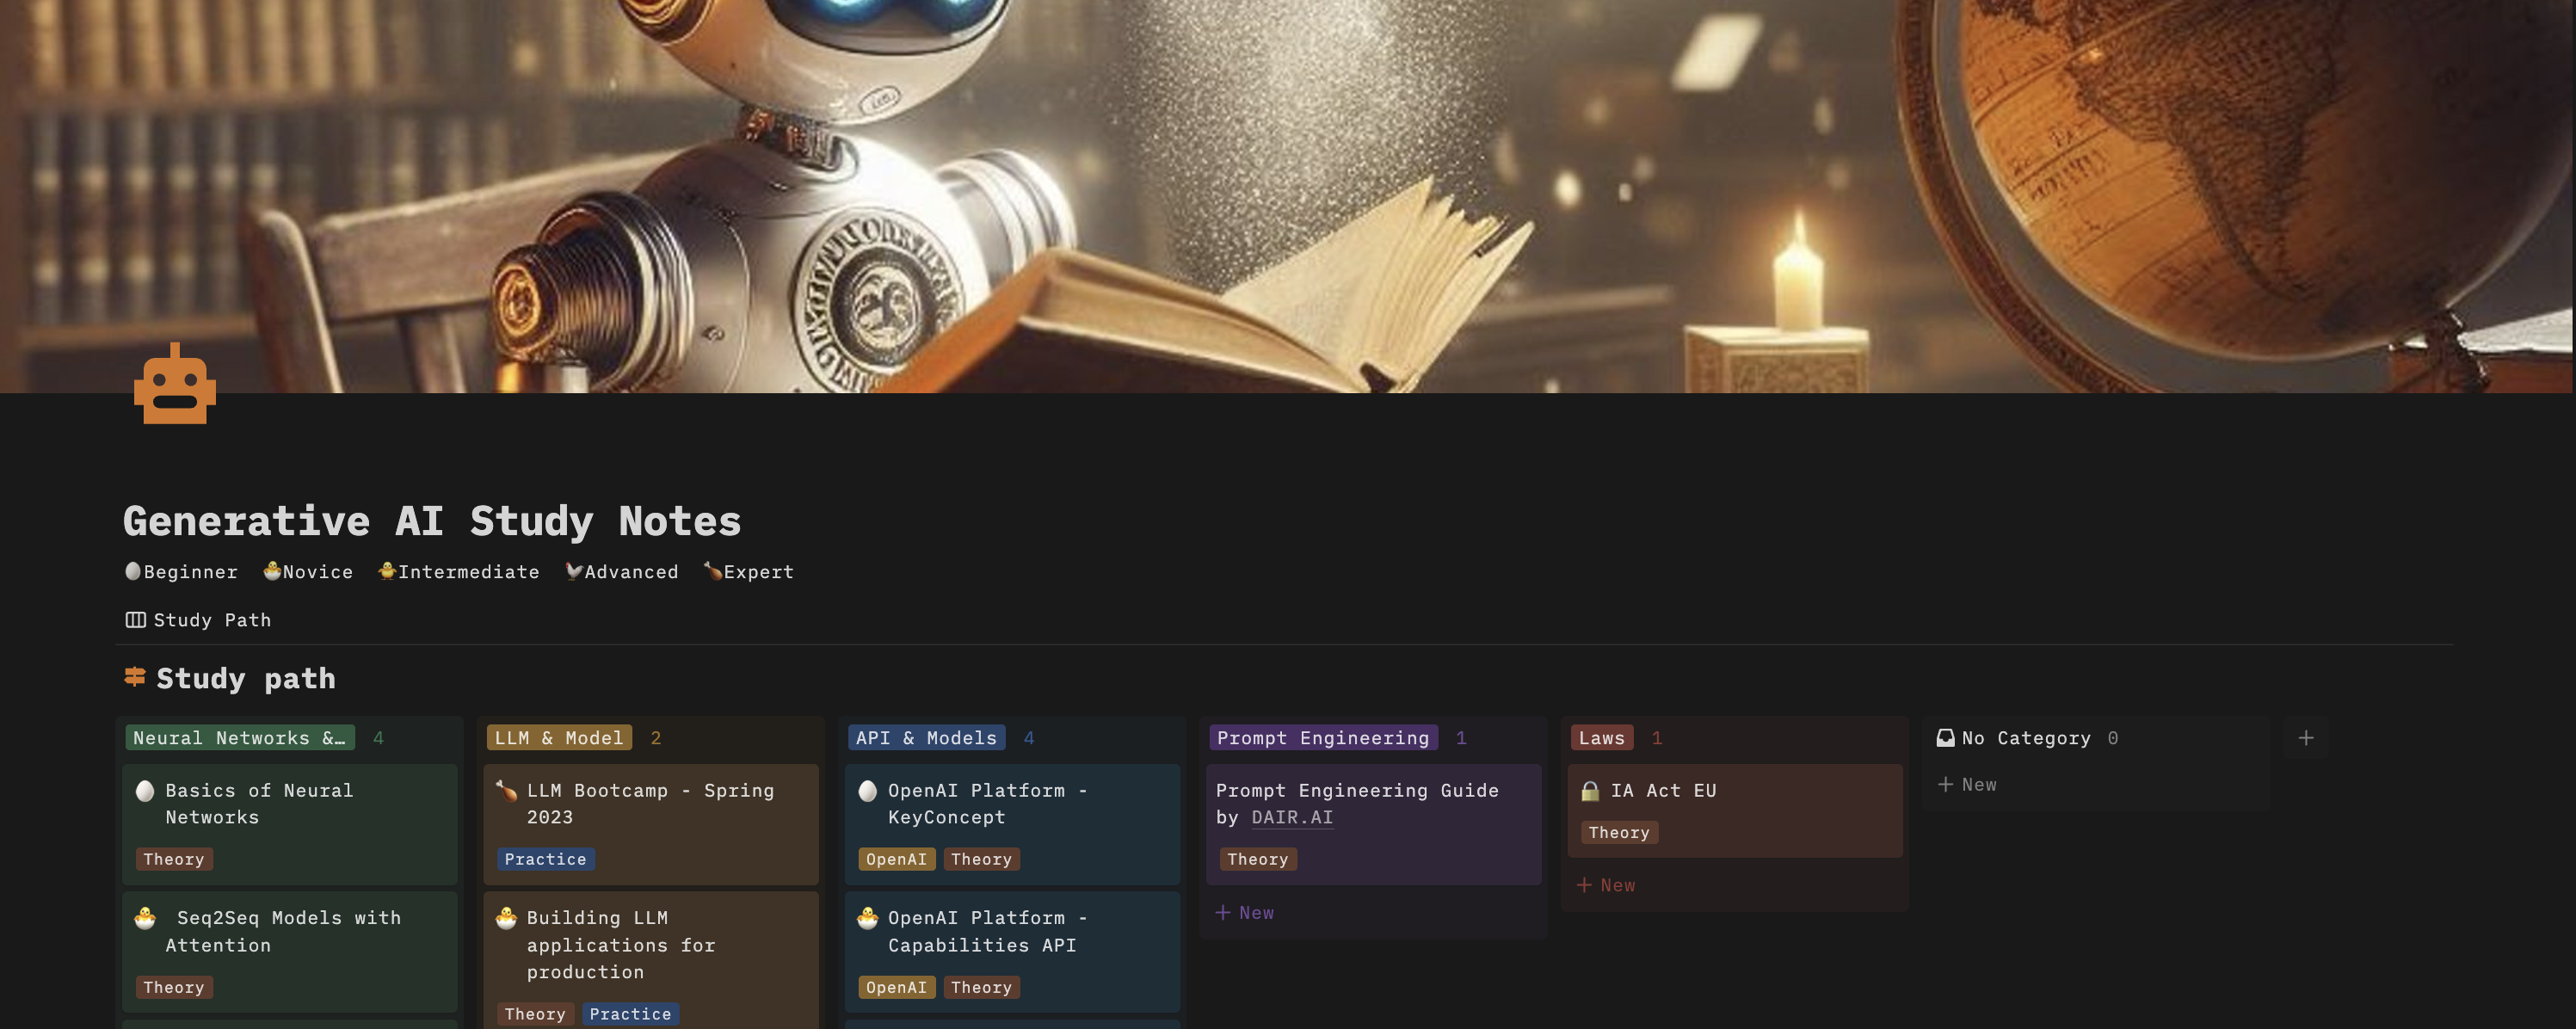 Generative AI Study Notes
🥚Beginner 🐣Novice 🐥Intermediate 🐓Advanced 🍗Expert
Study Path
Study path
Neural Networks &… 4
🥚 Basics of Neural
Networks
Theory
🐣 Seq2Seq Models with
Attention
Theory
LLM & Model 2
🍗 LLM Bootcamp - Spring
2023
Practice
🐣 Building LLM
applications for
production
Theory Practice
API & Models 4
🥚 OpenAI Platform -
KeyConcept
OpenAI Theory
🐣 OpenAI Platform -
Capabilities API
OpenAI Theory
Prompt Engineering 1
Prompt Engineering Guide
by DAIR.AI
Theory
+ New
Laws 1
🔒 IA Act EU
Theory
+ New
No Category 0
+ New
+